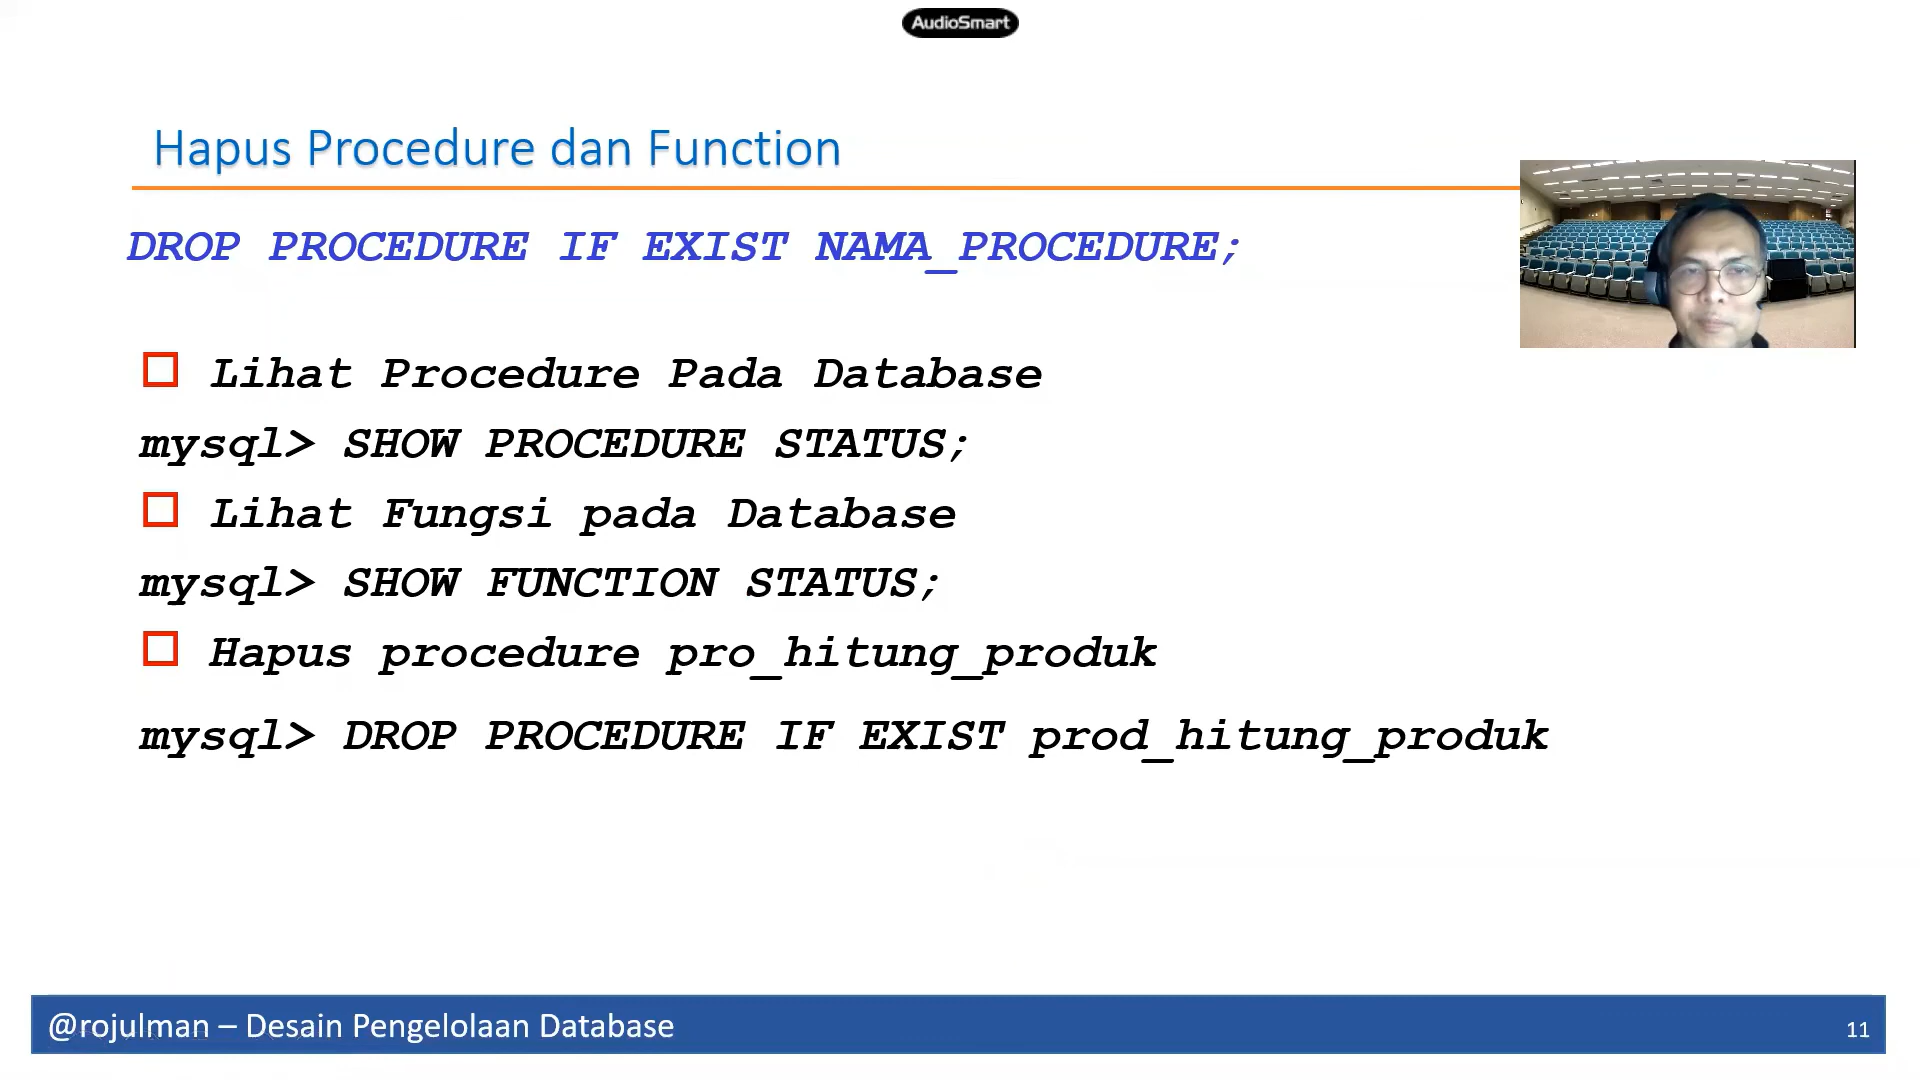 AudioSmart
Hapus Procedure dan Function
DROP PROCEDURE IF EXIST NAMA_PROCEDURE;
Lihat Procedure Pada Database
mysql> SHOW PROCEDURE STATUS;
Lihat Fungsi pada Database
mysql> SHOW FUNCTION STATUS;
Hapus procedure pro_hitung_produk
mysql> DROP PROCEDURE IF EXIST prod_hitung_produk
@rojulman – Desain Pengelolaan Database
11